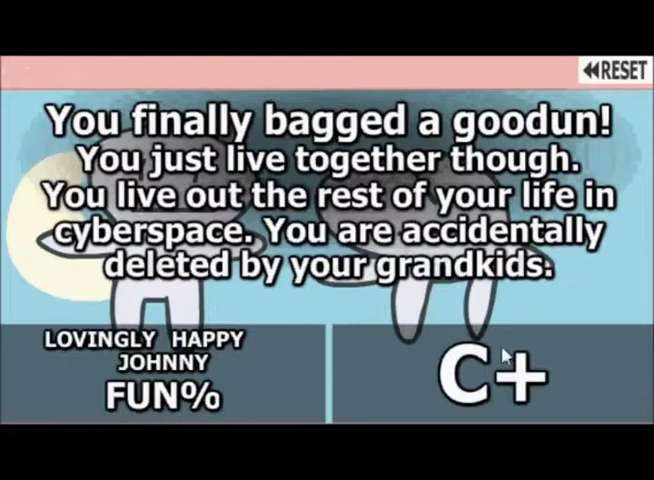 ◀◀RESET
You finally bagged a goodun!
You just live together though.
You live out the rest of your life in
cyberspace. You are accidentally
deleted by your grandkids.
LOVINGLY HAPPY
JOHNNY
FUN%
C+